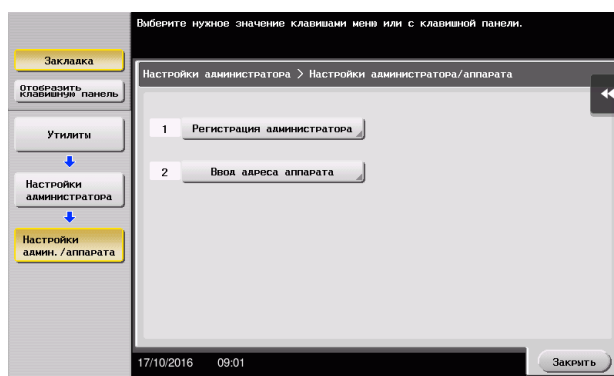 Выберите нужное значение клавишами меню или с клавишной панели.
Закладка
Отобразить
клавишную панель
Настройки администратора > Настройки администратора/аппарата
Утилиты
1 Регистрация администратора
2 Ввод адреса аппарата
Настройки
администратора
Настройки
админ./аппарата
17/10/2016 09:01
Закрыть